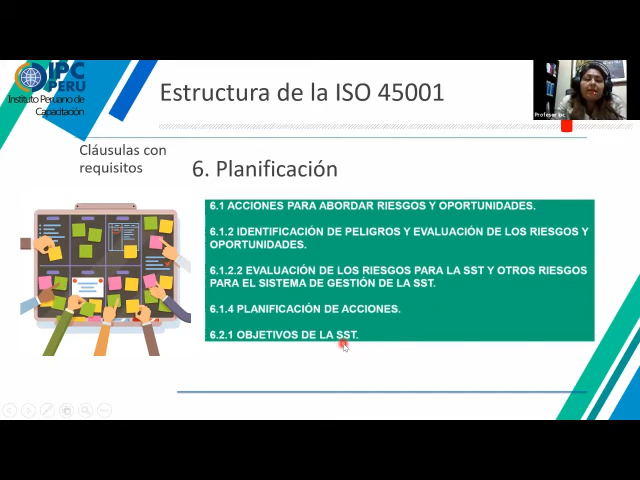 IPC
PERU
Instituto Peruano de
Capacitación
Estructura de la ISO 45001
Cláusulas con
requisitos
6. Planificación
6.1 ACCIONES PARA ABORDAR RIESGOS Y OPORTUNIDADES.
6.1.2 IDENTIFICACIÓN DE PELIGROS Y EVALUACIÓN DE LOS RIESGOS Y
OPORTUNIDADES.
6.1.2.2 EVALUACIÓN DE LOS RIESGOS PARA LA SST Y OTROS RIESGOS
PARA EL SISTEMA DE GESTIÓN DE LA SST.
6.1.4 PLANIFICACIÓN DE ACCIONES.
6.2.1 OBJETIVOS DE LA SST.